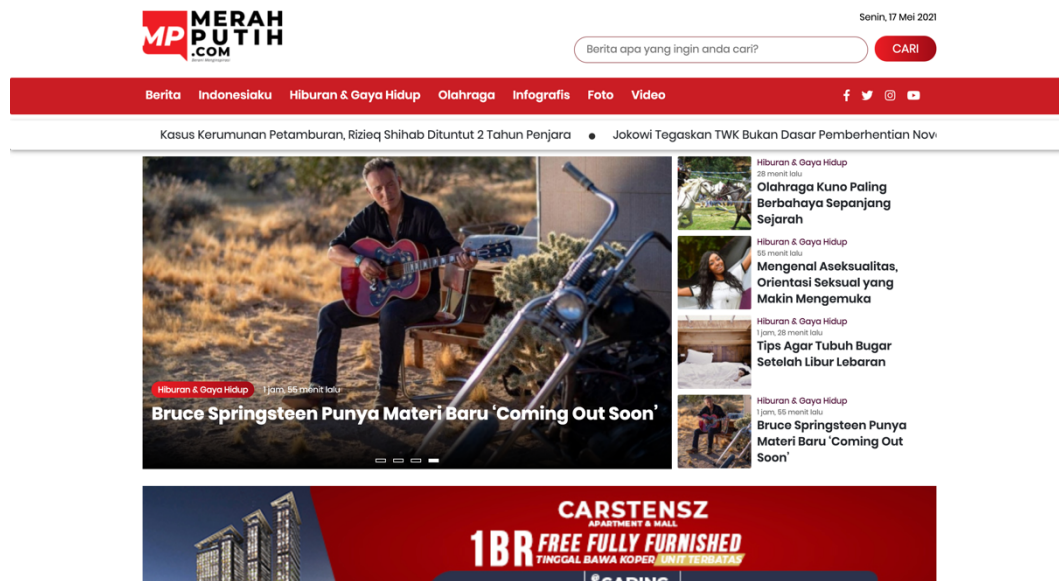 MERAH
MP PUTIH
.COM
Senin, 17 Mei 2021
Berita apa yang ingin anda cari?
CARI
Berita Indonesiaku Hiburan & Gaya Hidup Olahraga Infografis Foto Video
Kasus Kerumunan Petamburan, Rizieq Shihab Dituntut 2 Tahun Penjara ● Jokowi Tegaskan TWK Bukan Dasar Pemberhentian Nov
Hiburan & Gaya Hidup 1 jam, 55 menit lalu
Bruce Springsteen Punya Materi Baru ‘Coming Out Soon’
Hiburan & Gaya Hidup
28 menit lalu
Olahraga Kuno Paling
Berbahaya Sepanjang
Sejarah
Hiburan & Gaya Hidup
55 menit lalu
Mengenal Aseksualitas,
Orientasi Seksual yang
Makin Mengemuka
Hiburan & Gaya Hidup
1 jam, 28 menit lalu
Tips Agar Tubuh Bugar
Setelah Libur Lebaran
Hiburan & Gaya Hidup
1 jam, 55 menit lalu
Bruce Springsteen Punya
Materi Baru ‘Coming Out
Soon’
CARSTENSZ
APARTMENT & MALL
1BR FREE FULLY FURNISHED
TINGGAL BAWA KOPER UNIT TERBATAS